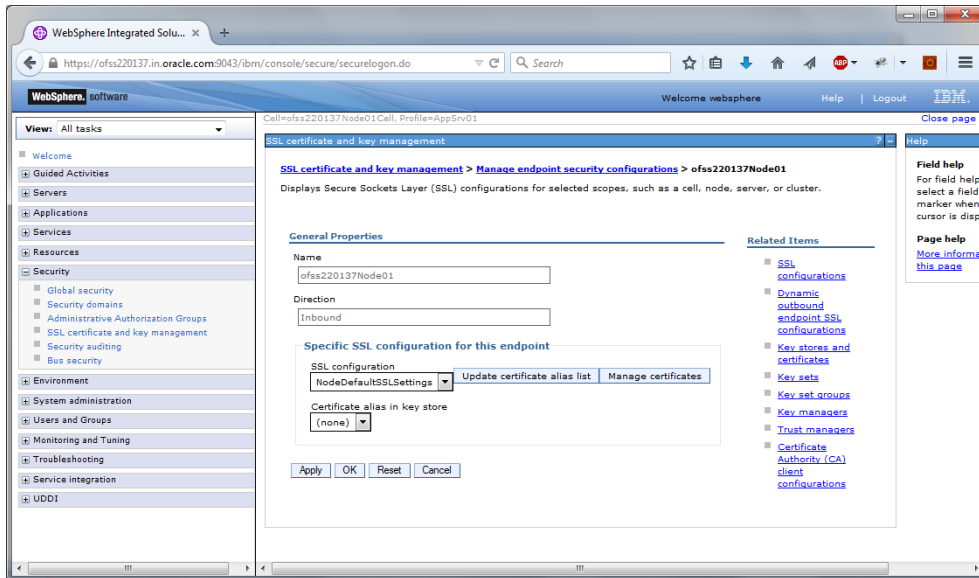 WebSphere Integrated Solu...
https://ofss220137.in.oracle.com:9043/ibm/console/secure/securelogon.do
Search
ABP
WebSphere. software
Welcome websphere
Help | Logout
IBM.
View: All tasks
Welcome
Guided Activities
Servers
Applications
Services
Resources
Security
Global security
Security domains
Administrative Authorization Groups
SSL certificate and key management
Security auditing
Bus security
Environment
System administration
Users and Groups
Monitoring and Tuning
Troubleshooting
Service integration
UDDI
Cell=ofss220137Node01Cell, Profile=AppSrv01
Close page
SSL certificate and key management
? –
SSL certificate and key management > Manage endpoint security configurations > ofss220137Node01
Displays Secure Sockets Layer (SSL) configurations for selected scopes, such as a cell, node, server, or cluster.
General Properties
Name
ofss220137Node01
Direction
Inbound
Specific SSL configuration for this endpoint
SSL configuration
NodeDefaultSSLSettings
Update certificate alias list
Manage certificates
Certificate alias in key store
(none)
Apply
OK
Reset
Cancel
Related Items
SSL
configurations
Dynamic
outbound
endpoint SSL
configurations
Key stores and
certificates
Key sets
Key set groups
Key managers
Trust managers
Certificate
Authority (CA)
client
configurations
Help
Field help
For field help
select a field
marker when
cursor is disp
Page help
More informa
this page